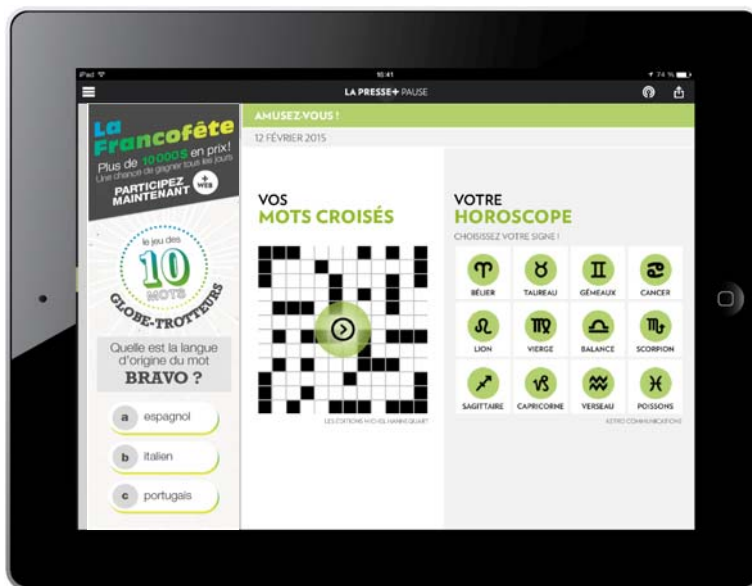 iPad
16:41
74 %
LA PRESSE+ PAUSE
La
Francofête
Plus de 10 000$ en prix!
Une chance de gagner tous les jours
PARTICIPEZ
MAINTENANT
+
WEB
le jeu des
10
MOTS
GLOBE-TROTTEURS
Quelle est la langue
d'origine du mot
BRAVO ?
a espagnol
b italien
c portugais
AMUSEZ-VOUS !
12 FÉVRIER 2015
VOS
MOTS CROISÉS
LES ÉDITIONS MICHEL HANNEQUART
VOTRE
HOROSCOPE
CHOISISSEZ VOTRE SIGNE !
BÉLIER TAUREAU GÉMEAUX CANCER
LION VIERGE BALANCE SCORPION
SAGITTAIRE CAPRICORNE VERSEAU POISSONS
ASTRO COMMUNICATIONS